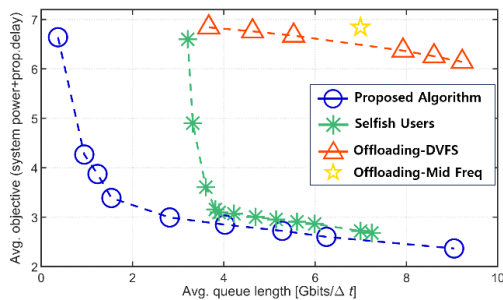 Avg. objective (system power+prop.delay)
7
6
5
4
3
2
0
2
4
6
8
10
Avg. queue length [Gbits/Δ t]
Proposed Algorithm
Selfish Users
Offloading-DVFS
Offloading-Mid Freq